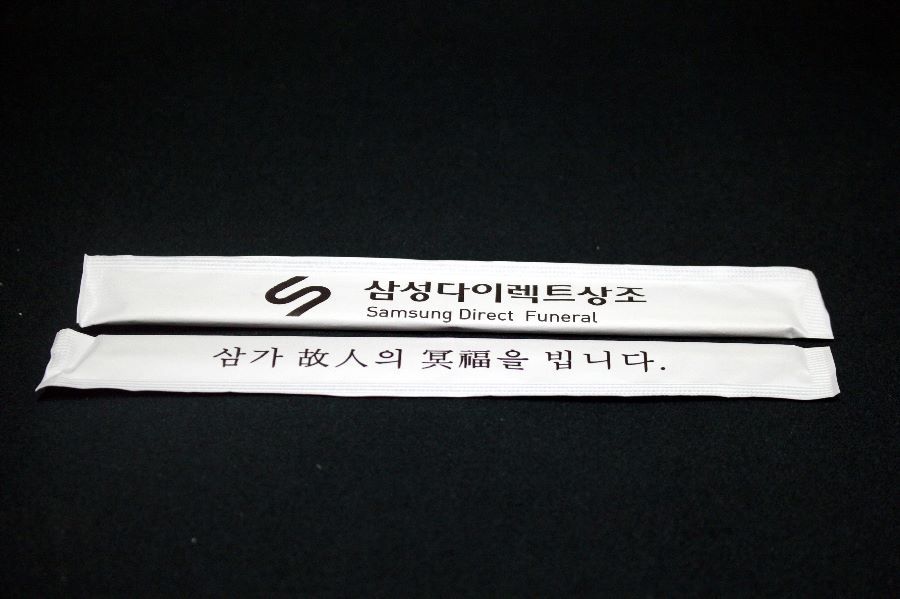 삼성다이렉트상조
Samsung Direct Funeral
삼가 故人의 冥福을 빕니다.